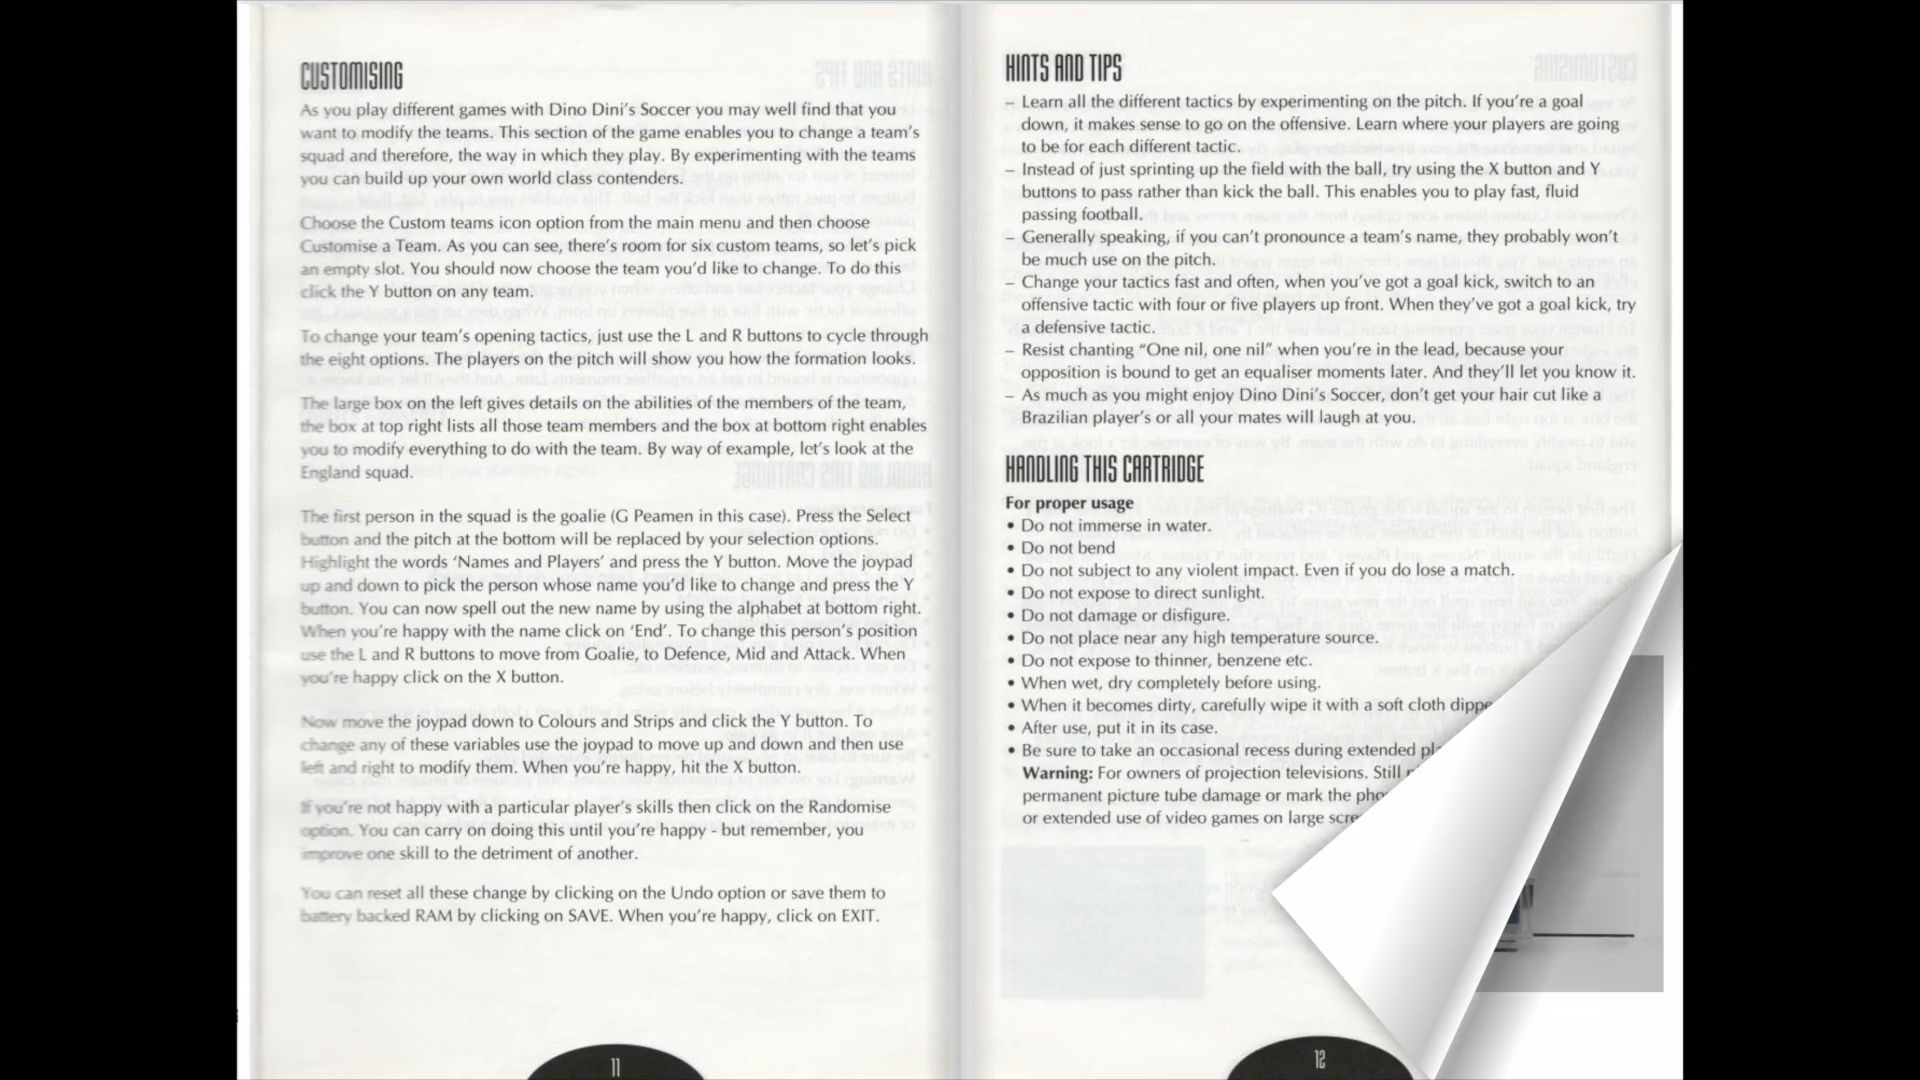 CUSTOMISING
As you play different games with Dino Dini's Soccer you may well find that you
want to modify the teams. This section of the game enables you to change a team's
squad and therefore, the way in which they play. By experimenting with the teams
you can build up your own world class contenders.
Choose the Custom teams icon option from the main menu and then choose
Customise a Team. As you can see, there's room for six custom teams, so let's pick
an empty slot. You should now choose the team you'd like to change. To do this
click the Y button on any team.
To change your team's opening tactics, just use the L and R buttons to cycle through
the eight options. The players on the pitch will show you how the formation looks.
The large box on the left gives details on the abilities of the members of the team,
the box at top right lists all those team members and the box at bottom right enables
you to modify everything to do with the team. By way of example, let's look at the
England squad.
The first person in the squad is the goalie (G Peamen in this case). Press the Select
button and the pitch at the bottom will be replaced by your selection options.
Highlight the words 'Names and Players' and press the Y button. Move the joypad
up and down to pick the person whose name you'd like to change and press the Y
button. You can now spell out the new name by using the alphabet at bottom right.
When you're happy with the name click on 'End'. To change this person's position
use the L and R buttons to move from Goalie, to Defence, Mid and Attack. When
you're happy click on the X button.
Now move the joypad down to Colours and Strips and click the Y button. To
change any of these variables use the joypad to move up and down and then use
left and right to modify them. When you're happy, hit the X button.
If you're not happy with a particular player's skills then click on the Randomise
option. You can carry on doing this until you're happy - but remember, you
improve one skill to the detriment of another.
You can reset all these change by clicking on the Undo option or save them to
battery backed RAM by clicking on SAVE. When you're happy, click on EXIT.
11
HINTS AND TIPS
– Learn all the different tactics by experimenting on the pitch. If you're a goal
down, it makes sense to go on the offensive. Learn where your players are going
to be for each different tactic.
– Instead of just sprinting up the field with the ball, try using the X button and Y
buttons to pass rather than kick the ball. This enables you to play fast, fluid
passing football.
– Generally speaking, if you can't pronounce a team's name, they probably won't
be much use on the pitch.
– Change your tactics fast and often, when you've got a goal kick, switch to an
offensive tactic with four or five players up front. When they've got a goal kick, try
a defensive tactic.
– Resist chanting "One nil, one nil" when you're in the lead, because your
opposition is bound to get an equaliser moments later. And they'll let you know it.
– As much as you might enjoy Dino Dini's Soccer, don't get your hair cut like a
Brazilian player's or all your mates will laugh at you.
HANDLING THIS CARTRIDGE
For proper usage
• Do not immerse in water.
• Do not bend
• Do not subject to any violent impact. Even if you do lose a match.
• Do not expose to direct sunlight.
• Do not damage or disfigure.
• Do not place near any high temperature source.
• Do not expose to thinner, benzene etc.
• When wet, dry completely before using.
• When it becomes dirty, carefully wipe it with a soft cloth dippe
• After use, put it in its case.
• Be sure to take an occasional recess during extended pl
Warning: For owners of projection televisions. Still
permanent picture tube damage or mark the pho
or extended use of video games on large scre
12